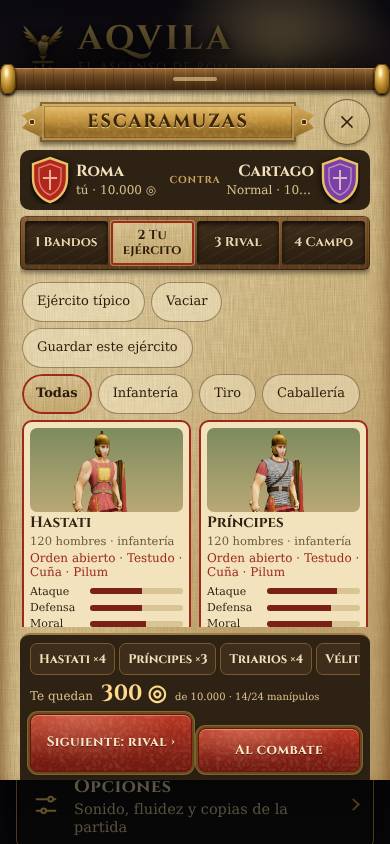 AQVILA
ESCARAMUZAS
ROMA
tú · 10.000
CONTRA
CARTAGO
Normal · 10…
1 BANDOS
2 TU EJÉRCITO
3 RIVAL
4 CAMPO
Ejército típico
Vaciar
Guardar este ejército
Todas
Infantería
Tiro
Caballería
HASTATI
120 hombres · infantería
Orden abierto · Testudo ·
Cuña · Pilum
Ataque
Defensa
Moral
PRÍNCIPES
120 hombres · infantería
Orden abierto · Testudo ·
Cuña · Pilum
Ataque
Defensa
Moral
HASTATI ×4
PRÍNCIPES ×3
TRIARIOS ×4
VÉLIT
Te quedan 300 de 10.000 · 14/24 manípulos
SIGUIENTE: RIVAL ›
AL COMBATE
OPCIONES
Sonido, fluidez y copias de la
partida